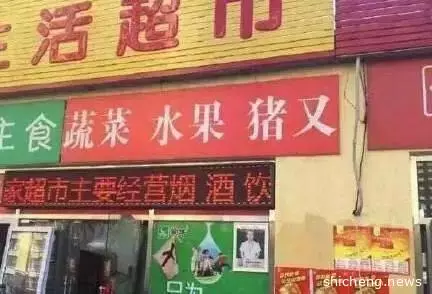 生活超市
主食
蔬菜 水果 猪又
家超市主要经营烟 酒 饮
shicheng.news